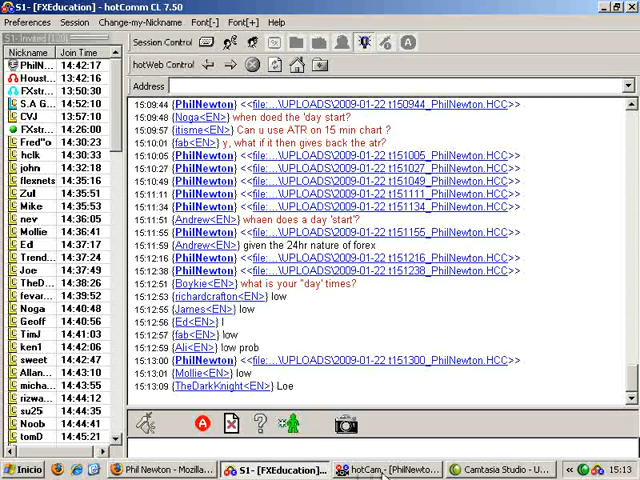 S1- [FXEducation] - hotComm CL 7.50
Preferences Session Change-my-Nickname Font[-] Font[+] Help
S1- Invited
Nickname Join Time
Session Control
hotWeb Control
Address
PhilN... 14:42:17
Houst... 13:42:16
FXstr... 13:50:30
S.A G... 14:52:10
CVJ 13:57:10
FXstr... 14:26:00
Fred"o 14:30:23
hclk 14:33:22
john 14:34:18
flexnets 14:35:16
Zul 14:35:51
Mike 14:35:53
nev 14:36:05
Mollie 14:36:41
Ed 14:37:17
Trend... 14:37:24
Joe 14:37:49
TheD... 14:38:26
fevar... 14:39:52
Noga 14:40:48
Geoff 14:41:54
TimJ 14:41:03
ken1 14:42:06
sweet 14:42:47
Allan... 14:43:10
micha... 14:43:55
rizwa... 14:44:14
su25 14:44:35
Noob 14:44:41
tomD 14:45:21
15:09:44 {PhilNewton} <<file:...\UPLOADS\2009-01-22 t150944_PhilNewton.HCC>>
15:09:48 {Noga<EN>} when doed the 'day start?
15:09:57 {itisme<EN>} Can u use ATR on 15 min chart ?
15:10:01 {fab<EN>} y, what if it then gives back the atr?
15:10:05 {PhilNewton} <<file:...\UPLOADS\2009-01-22 t151005_PhilNewton.HCC>>
15:10:27 {PhilNewton} <<file:...\UPLOADS\2009-01-22 t151027_PhilNewton.HCC>>
15:10:49 {PhilNewton} <<file:...\UPLOADS\2009-01-22 t151049_PhilNewton.HCC>>
15:11:11 {PhilNewton} <<file:...\UPLOADS\2009-01-22 t151111_PhilNewton.HCC>>
15:11:34 {PhilNewton} <<file:...\UPLOADS\2009-01-22 t151134_PhilNewton.HCC>>
15:11:51 {Andrew<EN>} whaen does a day 'start'?
15:11:55 {PhilNewton} <<file:...\UPLOADS\2009-01-22 t151155_PhilNewton.HCC>>
15:11:59 {Andrew<EN>} given the 24hr nature of forex
15:12:16 {PhilNewton} <<file:...\UPLOADS\2009-01-22 t151216_PhilNewton.HCC>>
15:12:38 {PhilNewton} <<file:...\UPLOADS\2009-01-22 t151238_PhilNewton.HCC>>
15:12:51 {Boykie<EN>} what is your "day' times?
15:12:53 {richardcrafton<EN>} low
15:12:55 {James<EN>} low
15:12:56 {Ed<EN>} l
15:12:57 {fab<EN>} low
15:12:59 {Ali<EN>} low prob
15:13:00 {PhilNewton} <<file:...\UPLOADS\2009-01-22 t151300_PhilNewton.HCC>>
15:13:01 {Mollie<EN>} low
15:13:09 {TheDarkKnight<EN>} Loe
Inicio
Phil Newton - Mozilla...
S1- [FXEducation]...
hotCam - [PhilNewto...
Camtasia Studio - U...
15:13